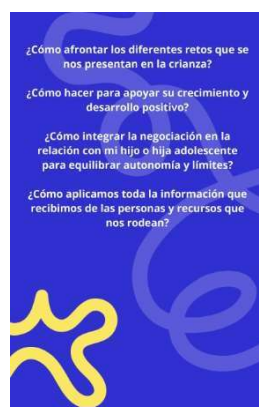 ¿Cómo afrontar los diferentes retos que se
nos presentan en la crianza?
¿Cómo hacer para apoyar su crecimiento y
desarrollo positivo?
¿Cómo integrar la negociación en la
relación con mi hijo o hija adolescente
para equilibrar autonomía y límites?
¿Cómo aplicamos toda la información que
recibimos de las personas y recursos que
nos rodean?